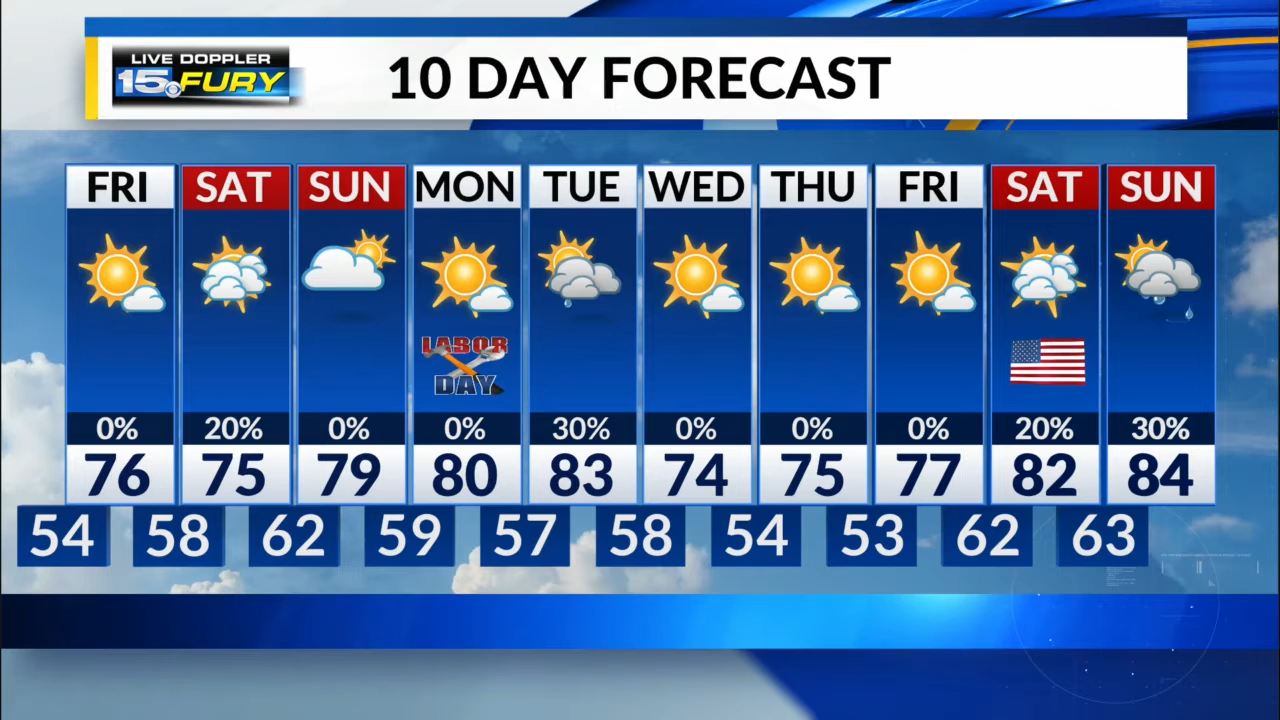 LIVE DOPPLER
15 FURY
10 DAY FORECAST
FRI SAT SUN MON TUE WED THU FRI SAT SUN
LABOR
DAY
0% 20% 0% 0% 30% 0% 0% 0% 20% 30%
76 75 79 80 83 74 75 77 82 84
54 58 62 59 57 58 54 53 62 63